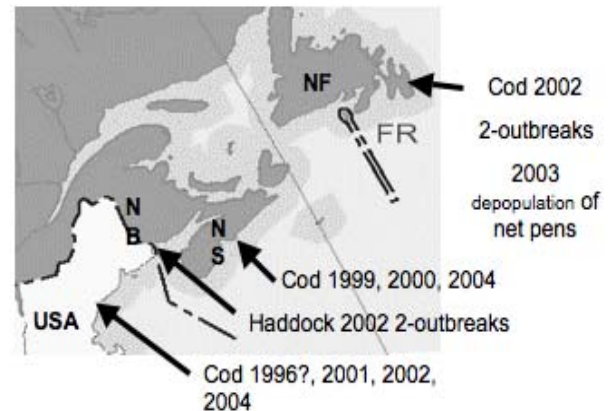 NF
Cod 2002
FR
2-outbreaks
2003
depopulation of
net pens
N
B
N
S
Cod 1999, 2000, 2004
USA
Haddock 2002 2-outbreaks
Cod 1996?, 2001, 2002,
2004